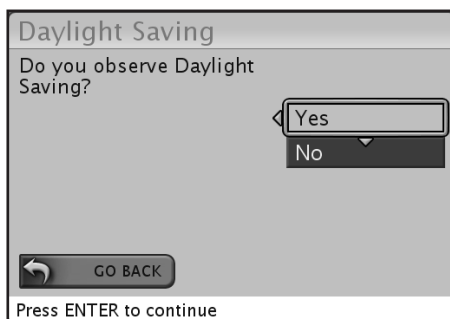 Daylight Saving
Do you observe Daylight
Saving?
Yes
No
GO BACK
Press ENTER to continue